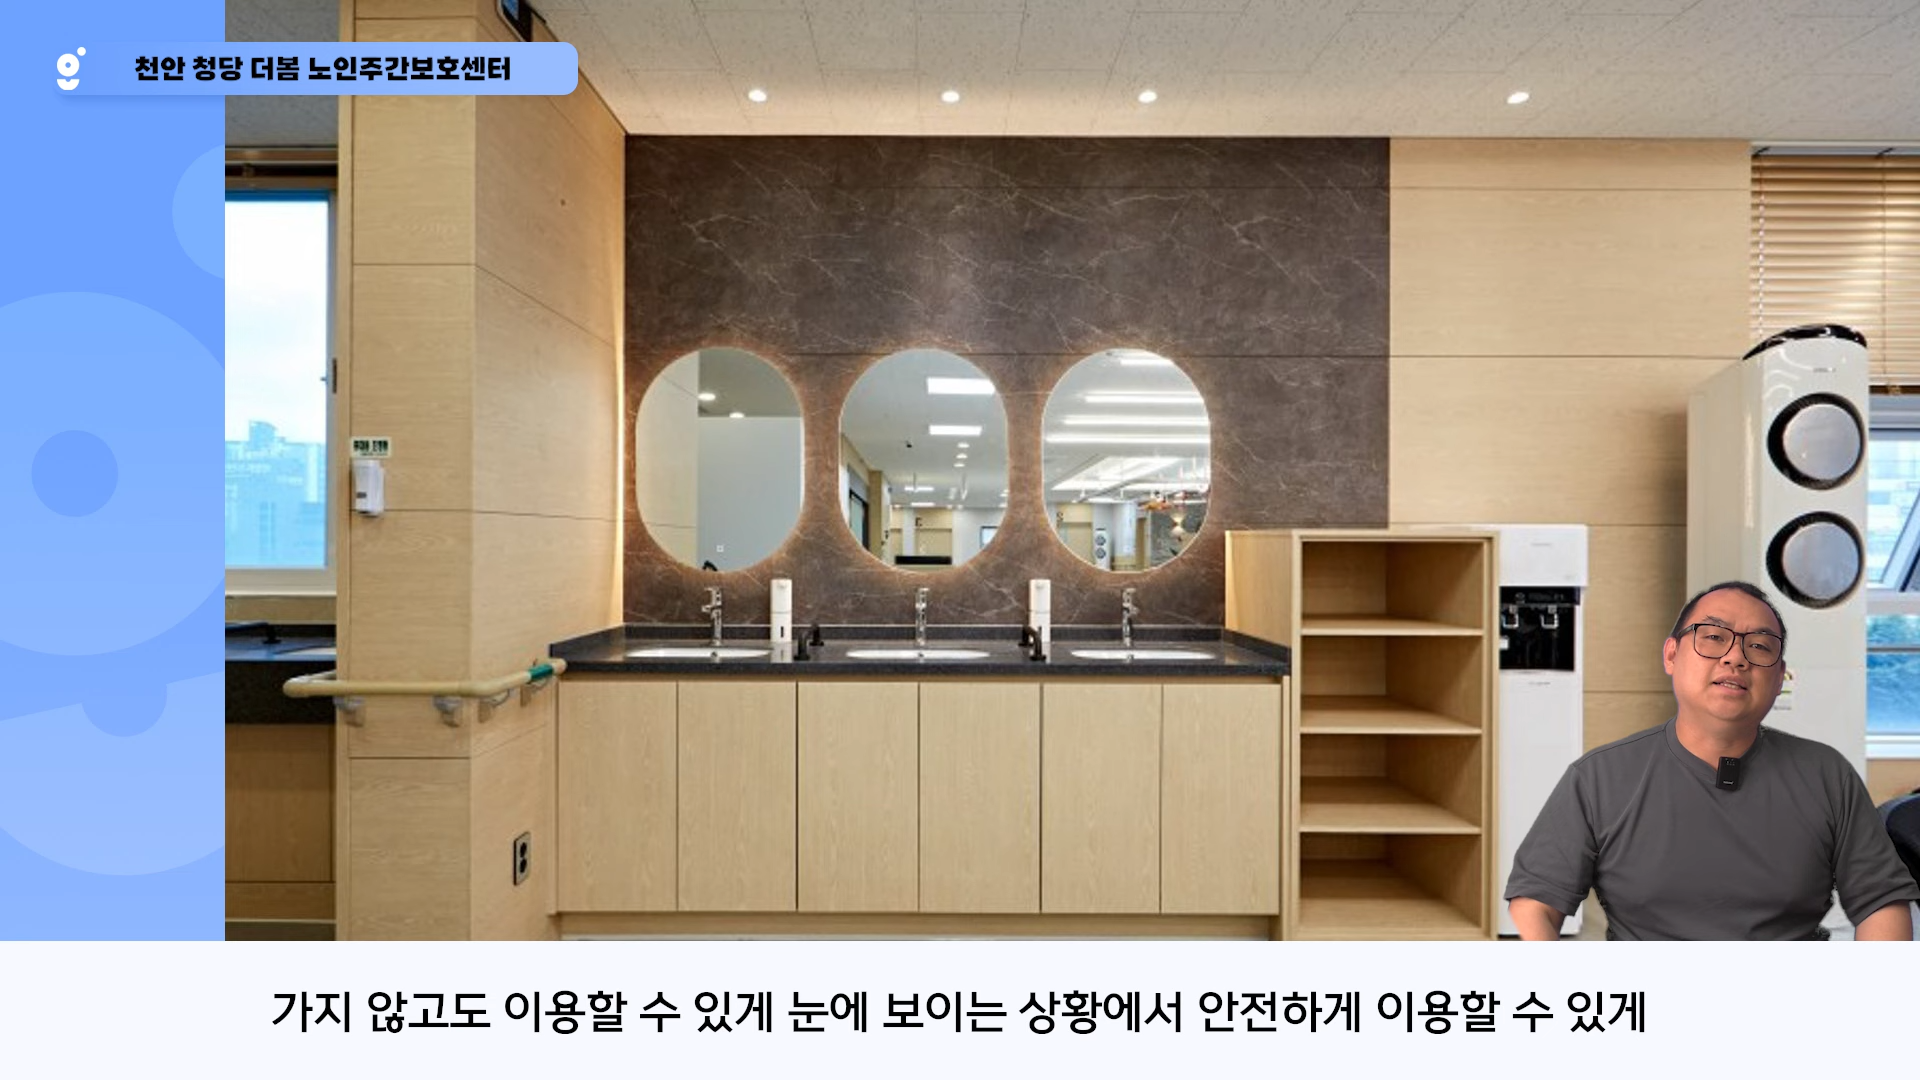 천안 청당 더봄 노인주간보호센터
가지 않고도 이용할 수 있게 눈에 보이는 상황에서 안전하게 이용할 수 있게